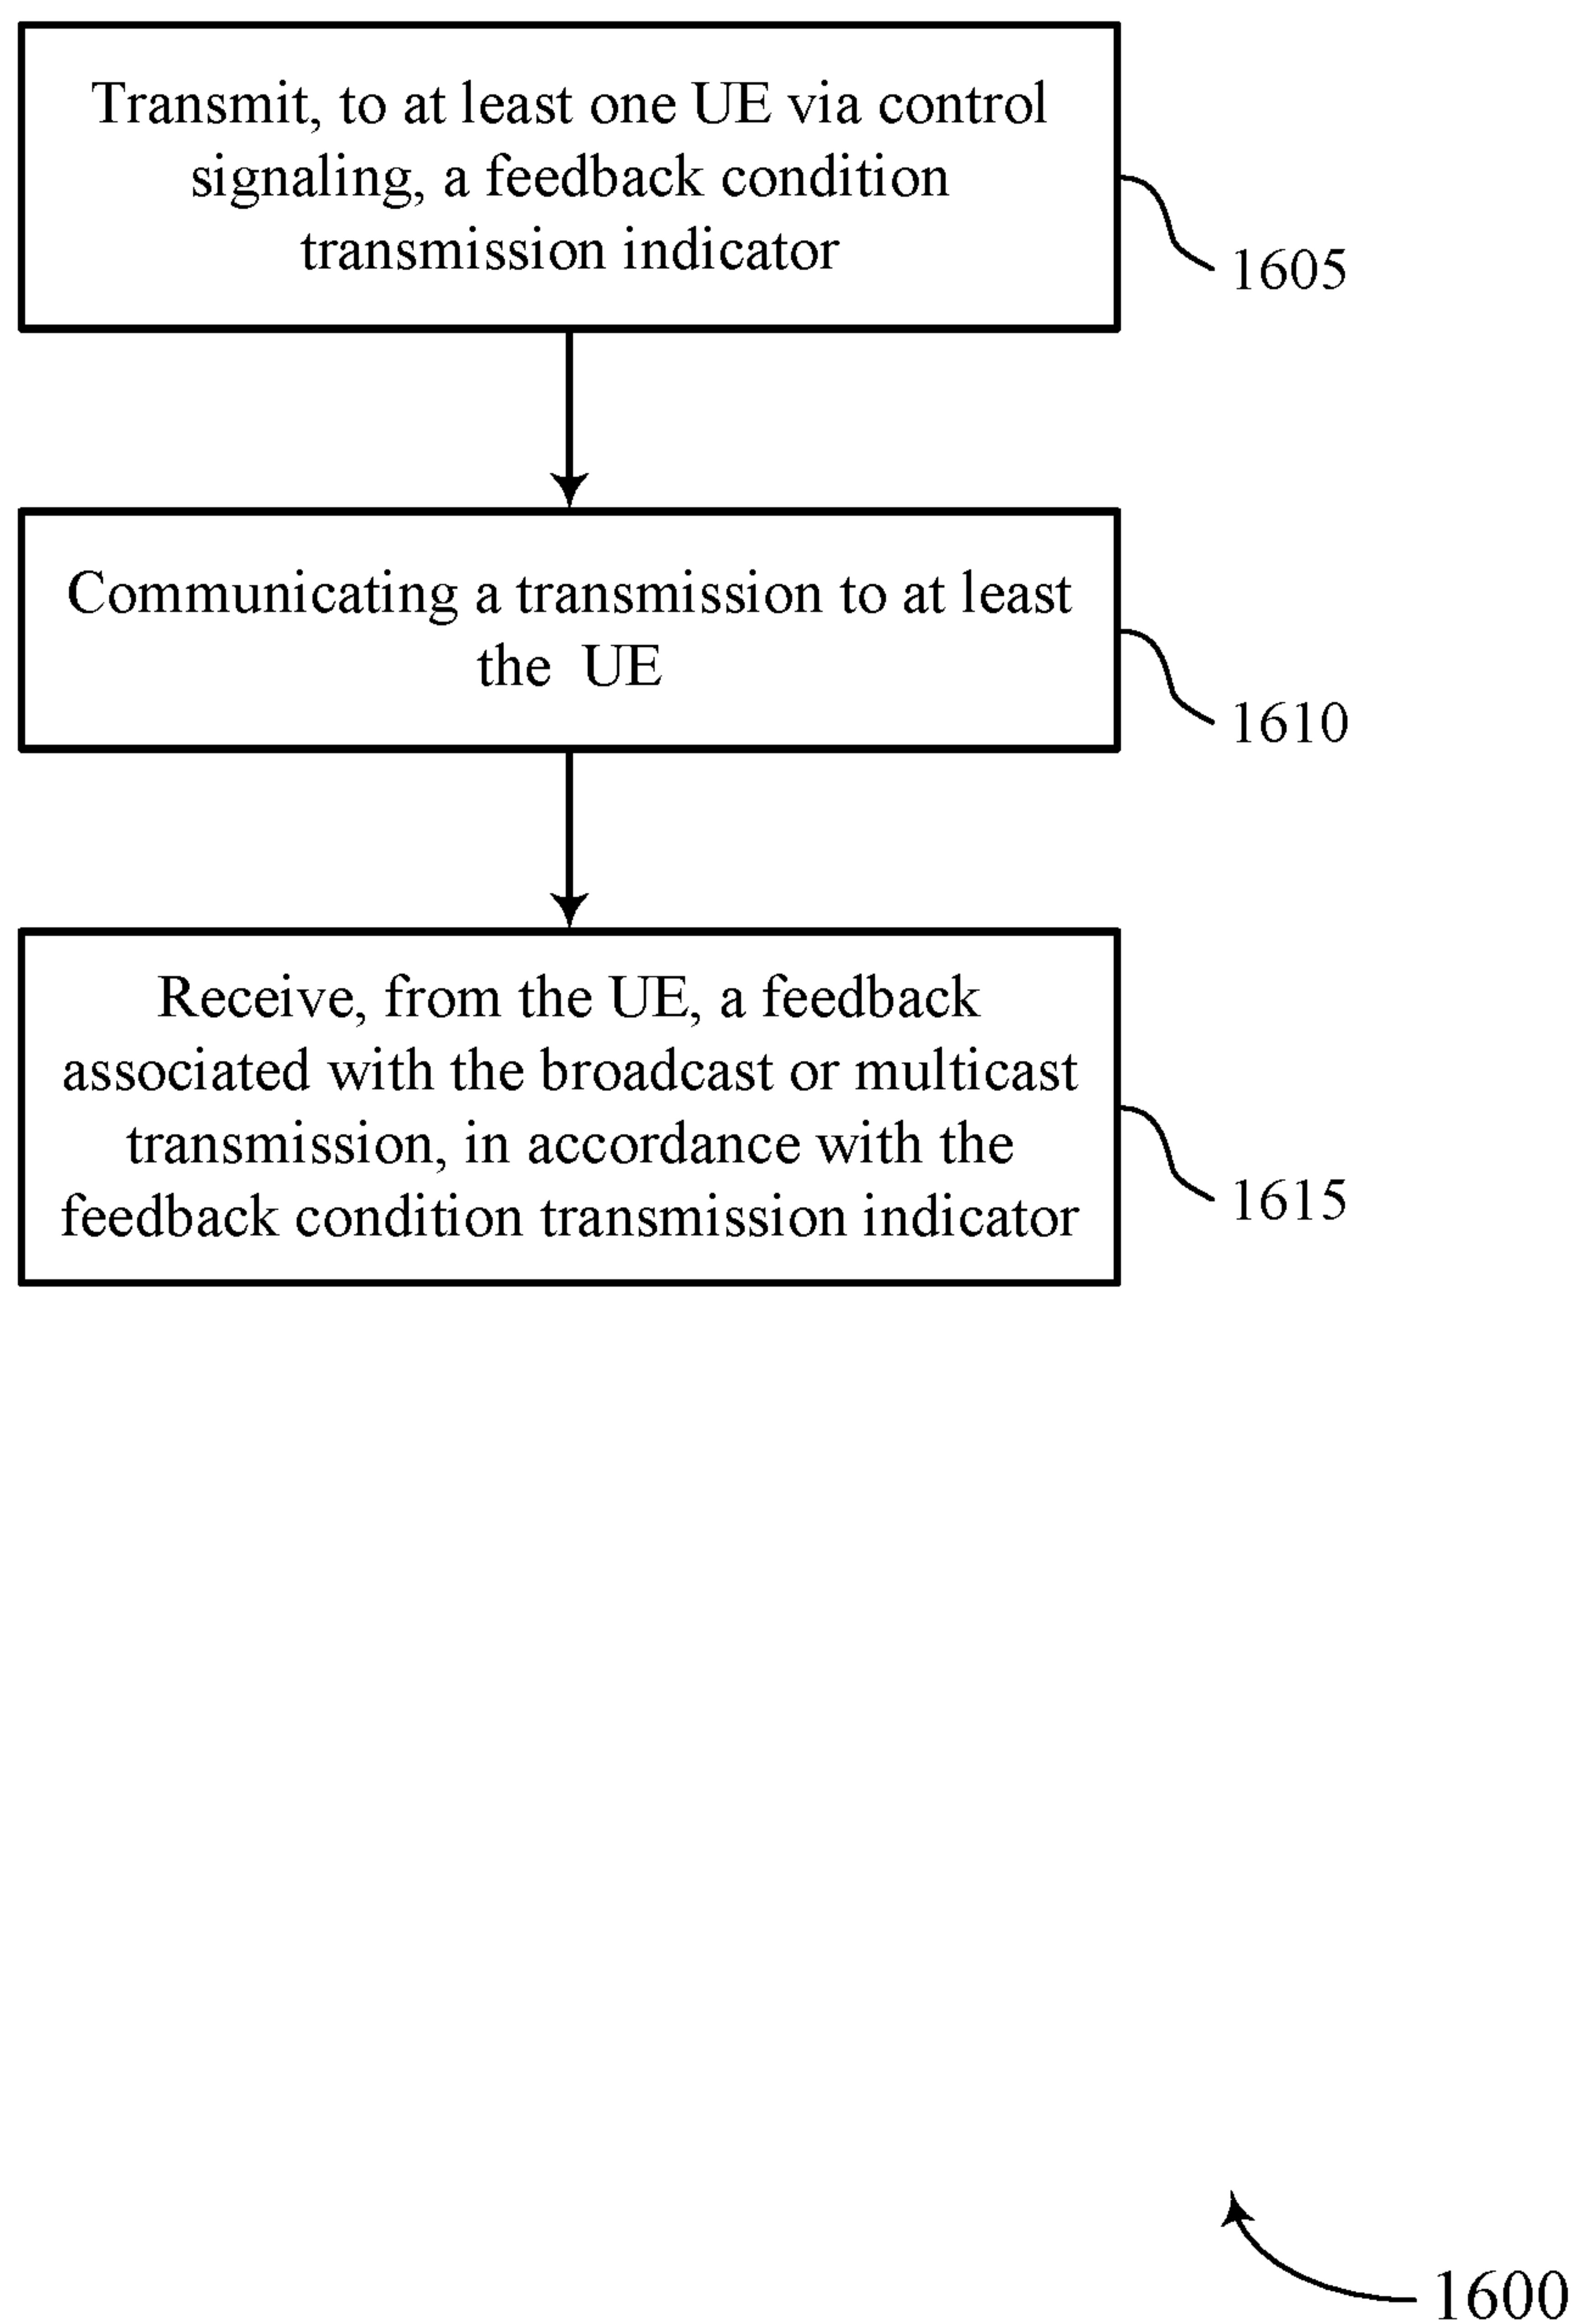 Transmit, to at least one UE via control
signaling, a feedback condition
transmission indicator
1605
Communicating a transmission to at least
the UE
1610
Receive, from the UE, a feedback
associated with the broadcast or multicast
transmission, in accordance with the
feedback condition transmission indicator
1615
1600